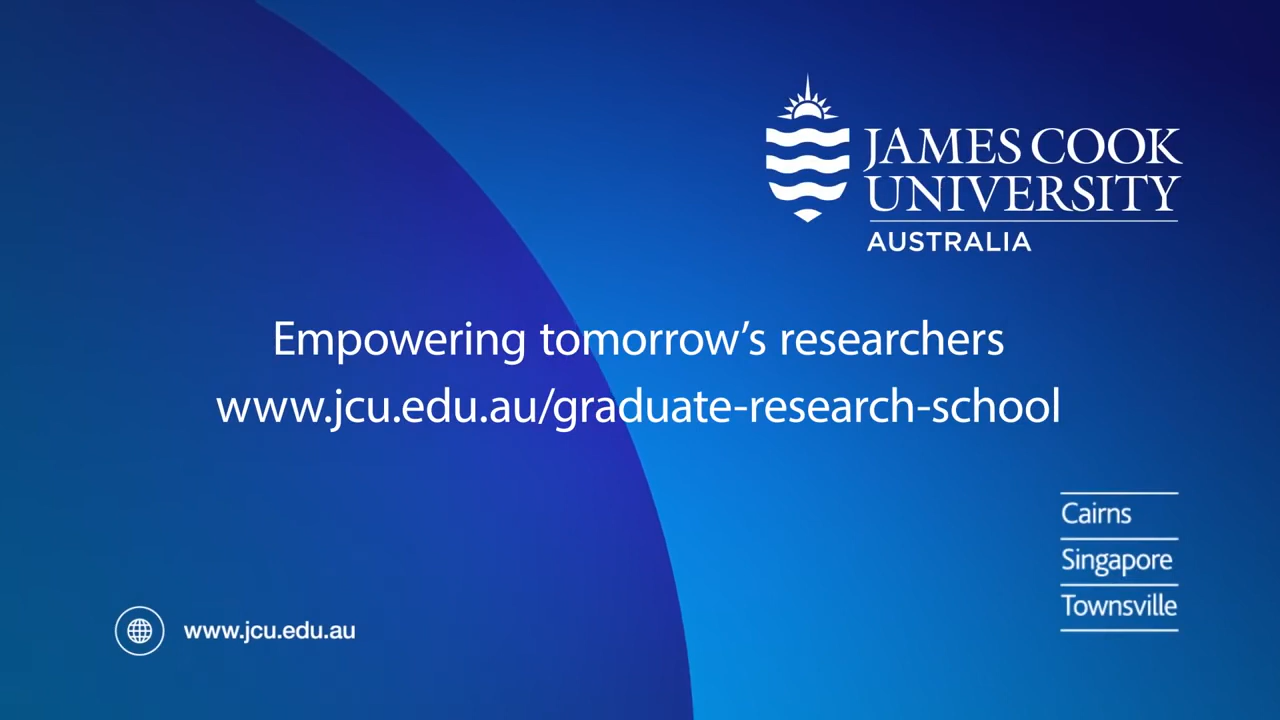 JAMES COOK
UNIVERSITY
AUSTRALIA
Empowering tomorrow’s researchers
www.jcu.edu.au/graduate-research-school
Cairns
Singapore
Townsville
www.jcu.edu.au